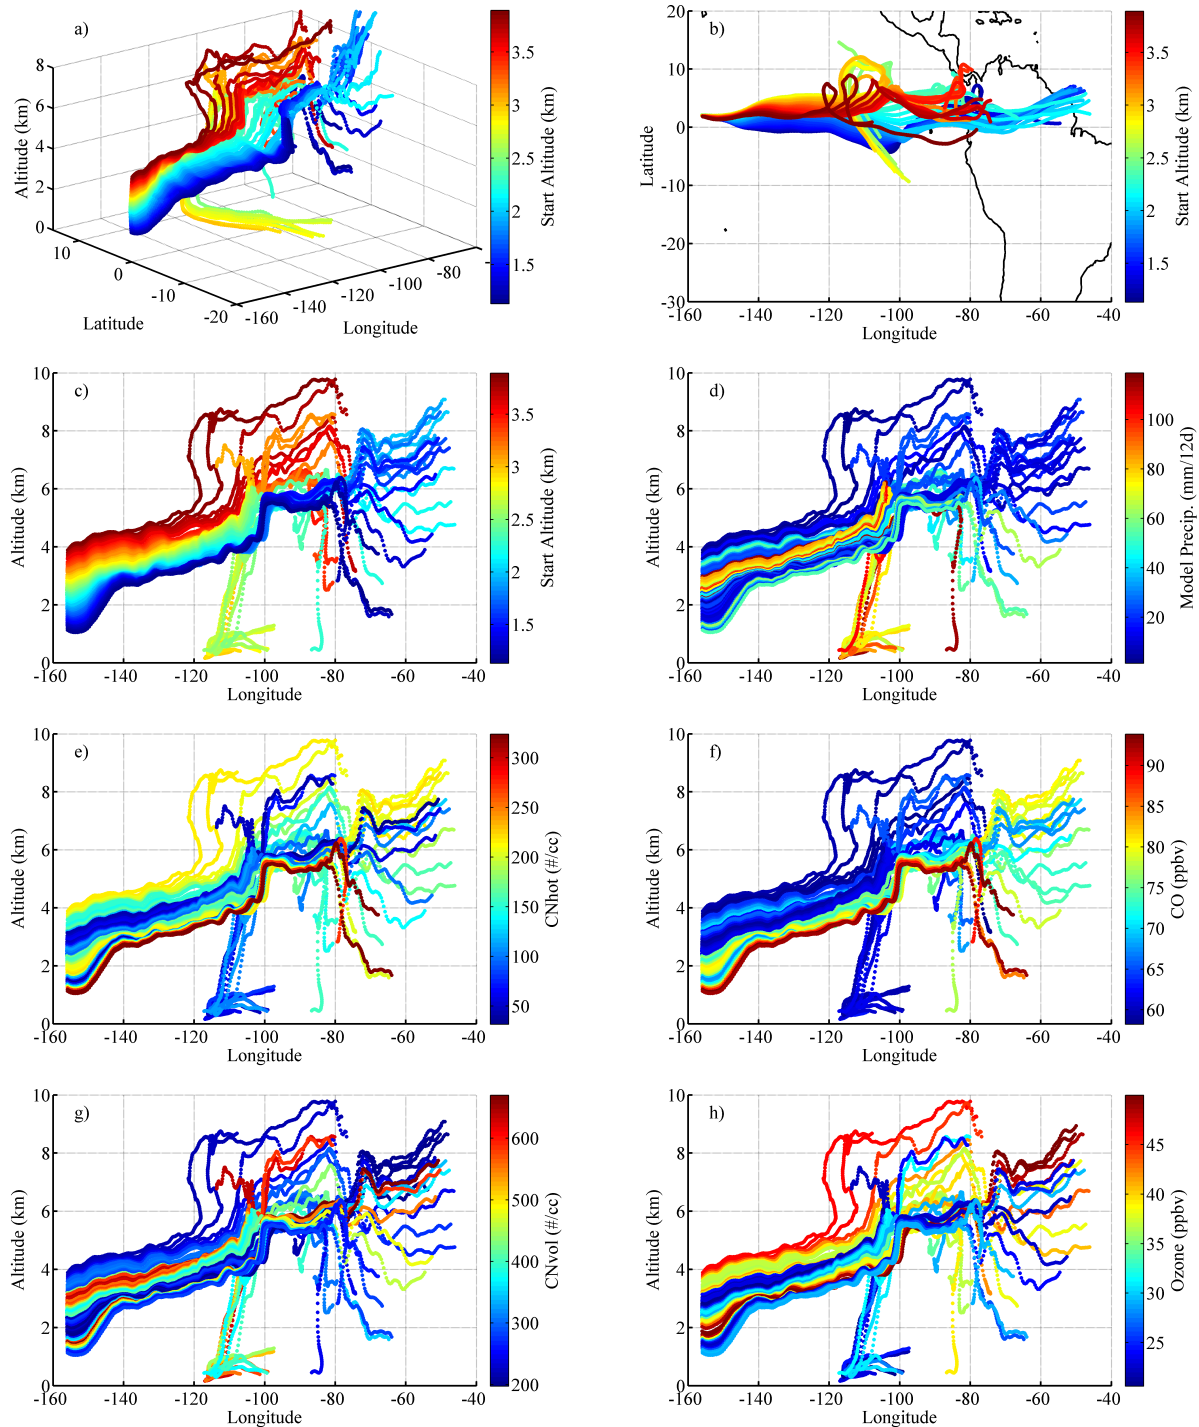 a)
8
6
4
2
0
Altitude (km)
10
0
-10
-20
Latitude
-160
-140
-120
-100
-80
Longitude
3.5
3
2.5
2
1.5
Start Altitude (km)
b)
20
10
0
-10
-20
-30
Latitude
-160 -140 -120 -100 -80 -60 -40
Longitude
3.5
3
2.5
2
1.5
Start Altitude (km)
c)
10
8
6
4
2
0
Altitude (km)
-160 -140 -120 -100 -80 -60 -40
Longitude
3.5
3
2.5
2
1.5
Start Altitude (km)
d)
10
8
6
4
2
0
Altitude (km)
-160 -140 -120 -100 -80 -60 -40
Longitude
100
80
60
40
20
Model Precip. (mm/12d)
e)
10
8
6
4
2
0
Altitude (km)
-160 -140 -120 -100 -80 -60 -40
Longitude
300
250
200
150
100
50
CNhot (#/cc)
f)
10
8
6
4
2
0
Altitude (km)
-160 -140 -120 -100 -80 -60 -40
Longitude
90
85
80
75
70
65
60
CO (ppbv)
g)
10
8
6
4
2
0
Altitude (km)
-160 -140 -120 -100 -80 -60 -40
Longitude
600
500
400
300
200
CNvol (#/cc)
h)
10
8
6
4
2
0
Altitude (km)
-160 -140 -120 -100 -80 -60 -40
Longitude
45
40
35
30
25
Ozone (ppbv)